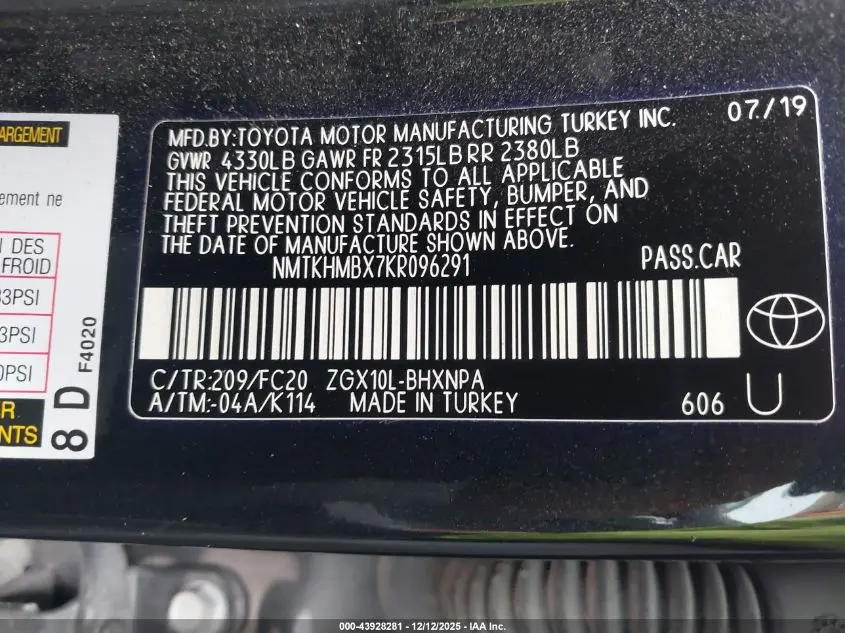 ARGEMENT
ement ne
DES
FROID
3PSI
3PSI
0PSI
R
NTS
8 D
F4020
07/19
MFD.BY:TOYOTA MOTOR MANUFACTURING TURKEY INC.
GVWR 4330LB GAWR FR 2315LB RR 2380LB
THIS VEHICLE CONFORMS TO ALL APPLICABLE
FEDERAL MOTOR VEHICLE SAFETY, BUMPER, AND
THEFT PREVENTION STANDARDS IN EFFECT ON
THE DATE OF MANUFACTURE SHOWN ABOVE.
NMTKHMBX7KR096291 PASS.CAR
C/TR:209/FC20 ZGX10L-BHXNPA
A/TM:-04A/K114 MADE IN TURKEY 606 U
000-43928281 - 12/12/2025 - IAA Inc.